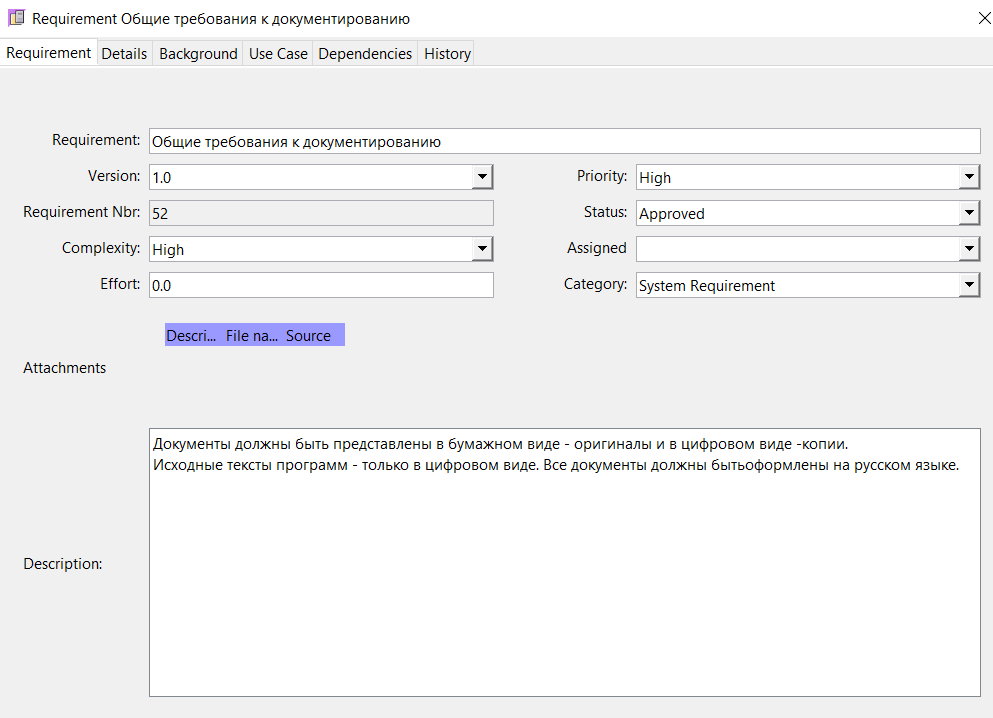 Requirement Общие требования к документированию
Requirement Details Background Use Case Dependencies History
Requirement: Общие требования к документированию
Version: 1.0 Priority: High
Requirement Nbr: 52 Status: Approved
Complexity: High Assigned
Effort: 0.0 Category: System Requirement
Descri... File na... Source
Attachments
Документы должны быть представлены в бумажном виде - оригиналы и в цифровом виде -копии.
Исходные тексты программ - только в цифровом виде. Все документы должны бытьоформлены на русском языке.
Description: